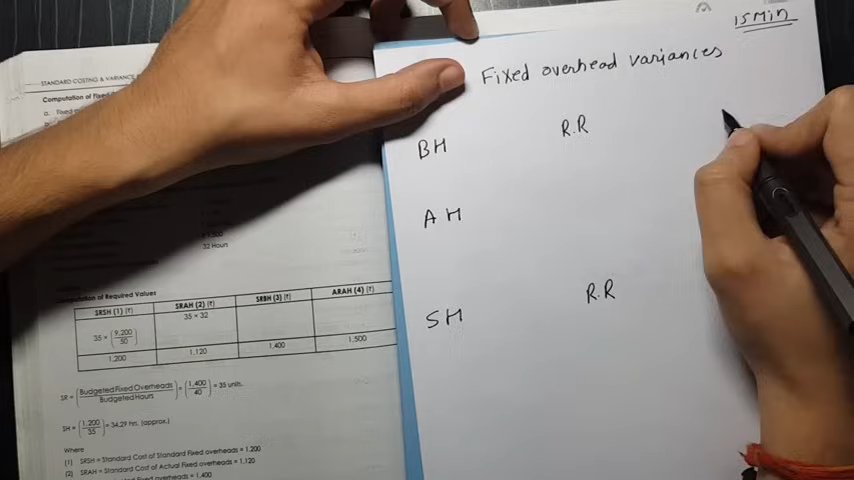 STANDARD COSTING & VARIANCE
Computation of Fixed
a. Fixed
32 Hours
Computation of Required Values
SRSH (1) (₹) SRAH (2) (₹) SRBH (3) (₹) ARAH (4) (₹)
35 × (9,200/50) 35 × 32
1,200 1,120 1,400 1,500
SR = (Budgeted Fixed Overheads/Budgeted Hours) = (1,400/40) = 35 units.
SH = (1,200/35) = 34.29 hrs. (approx.)
Where
(1) SRSH = Standard Cost of Standard Fixed overheads = 1,200
(2) SRAH = Standard Cost of Actual Fixed overheads = 1,120
overheads = 1,400
15 Min
Fixed overhead variances
BH R.R
AH
SH R.R